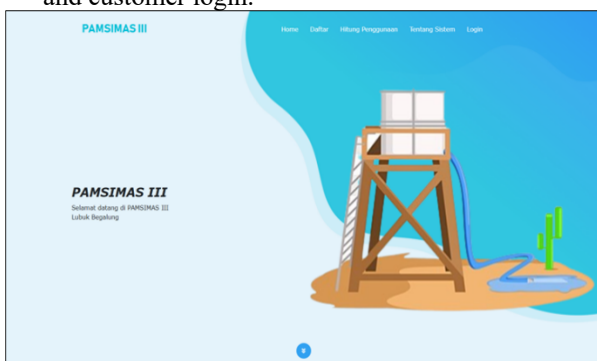 and customer login.
PAMSIMAS III
Home Daftar Hitung Penggunaan Tentang Sistem Login
PAMSIMAS III
Selamat datang di PAMSIMAS III
Lubuk Begalung